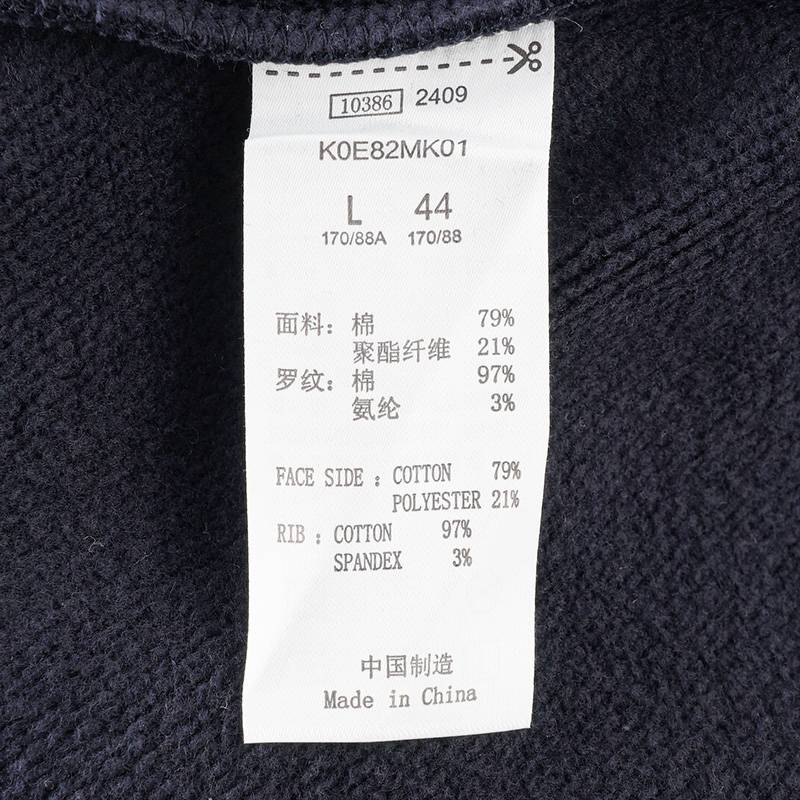 10386 2409
K0E82MK01
L 44
170/88A 170/88
面料: 棉 79%
聚酯纤维 21%
罗纹: 棉 97%
氨纶 3%
FACE SIDE : COTTON 79%
POLYESTER 21%
RIB : COTTON 97%
SPANDEX 3%
中国制造
Made in China